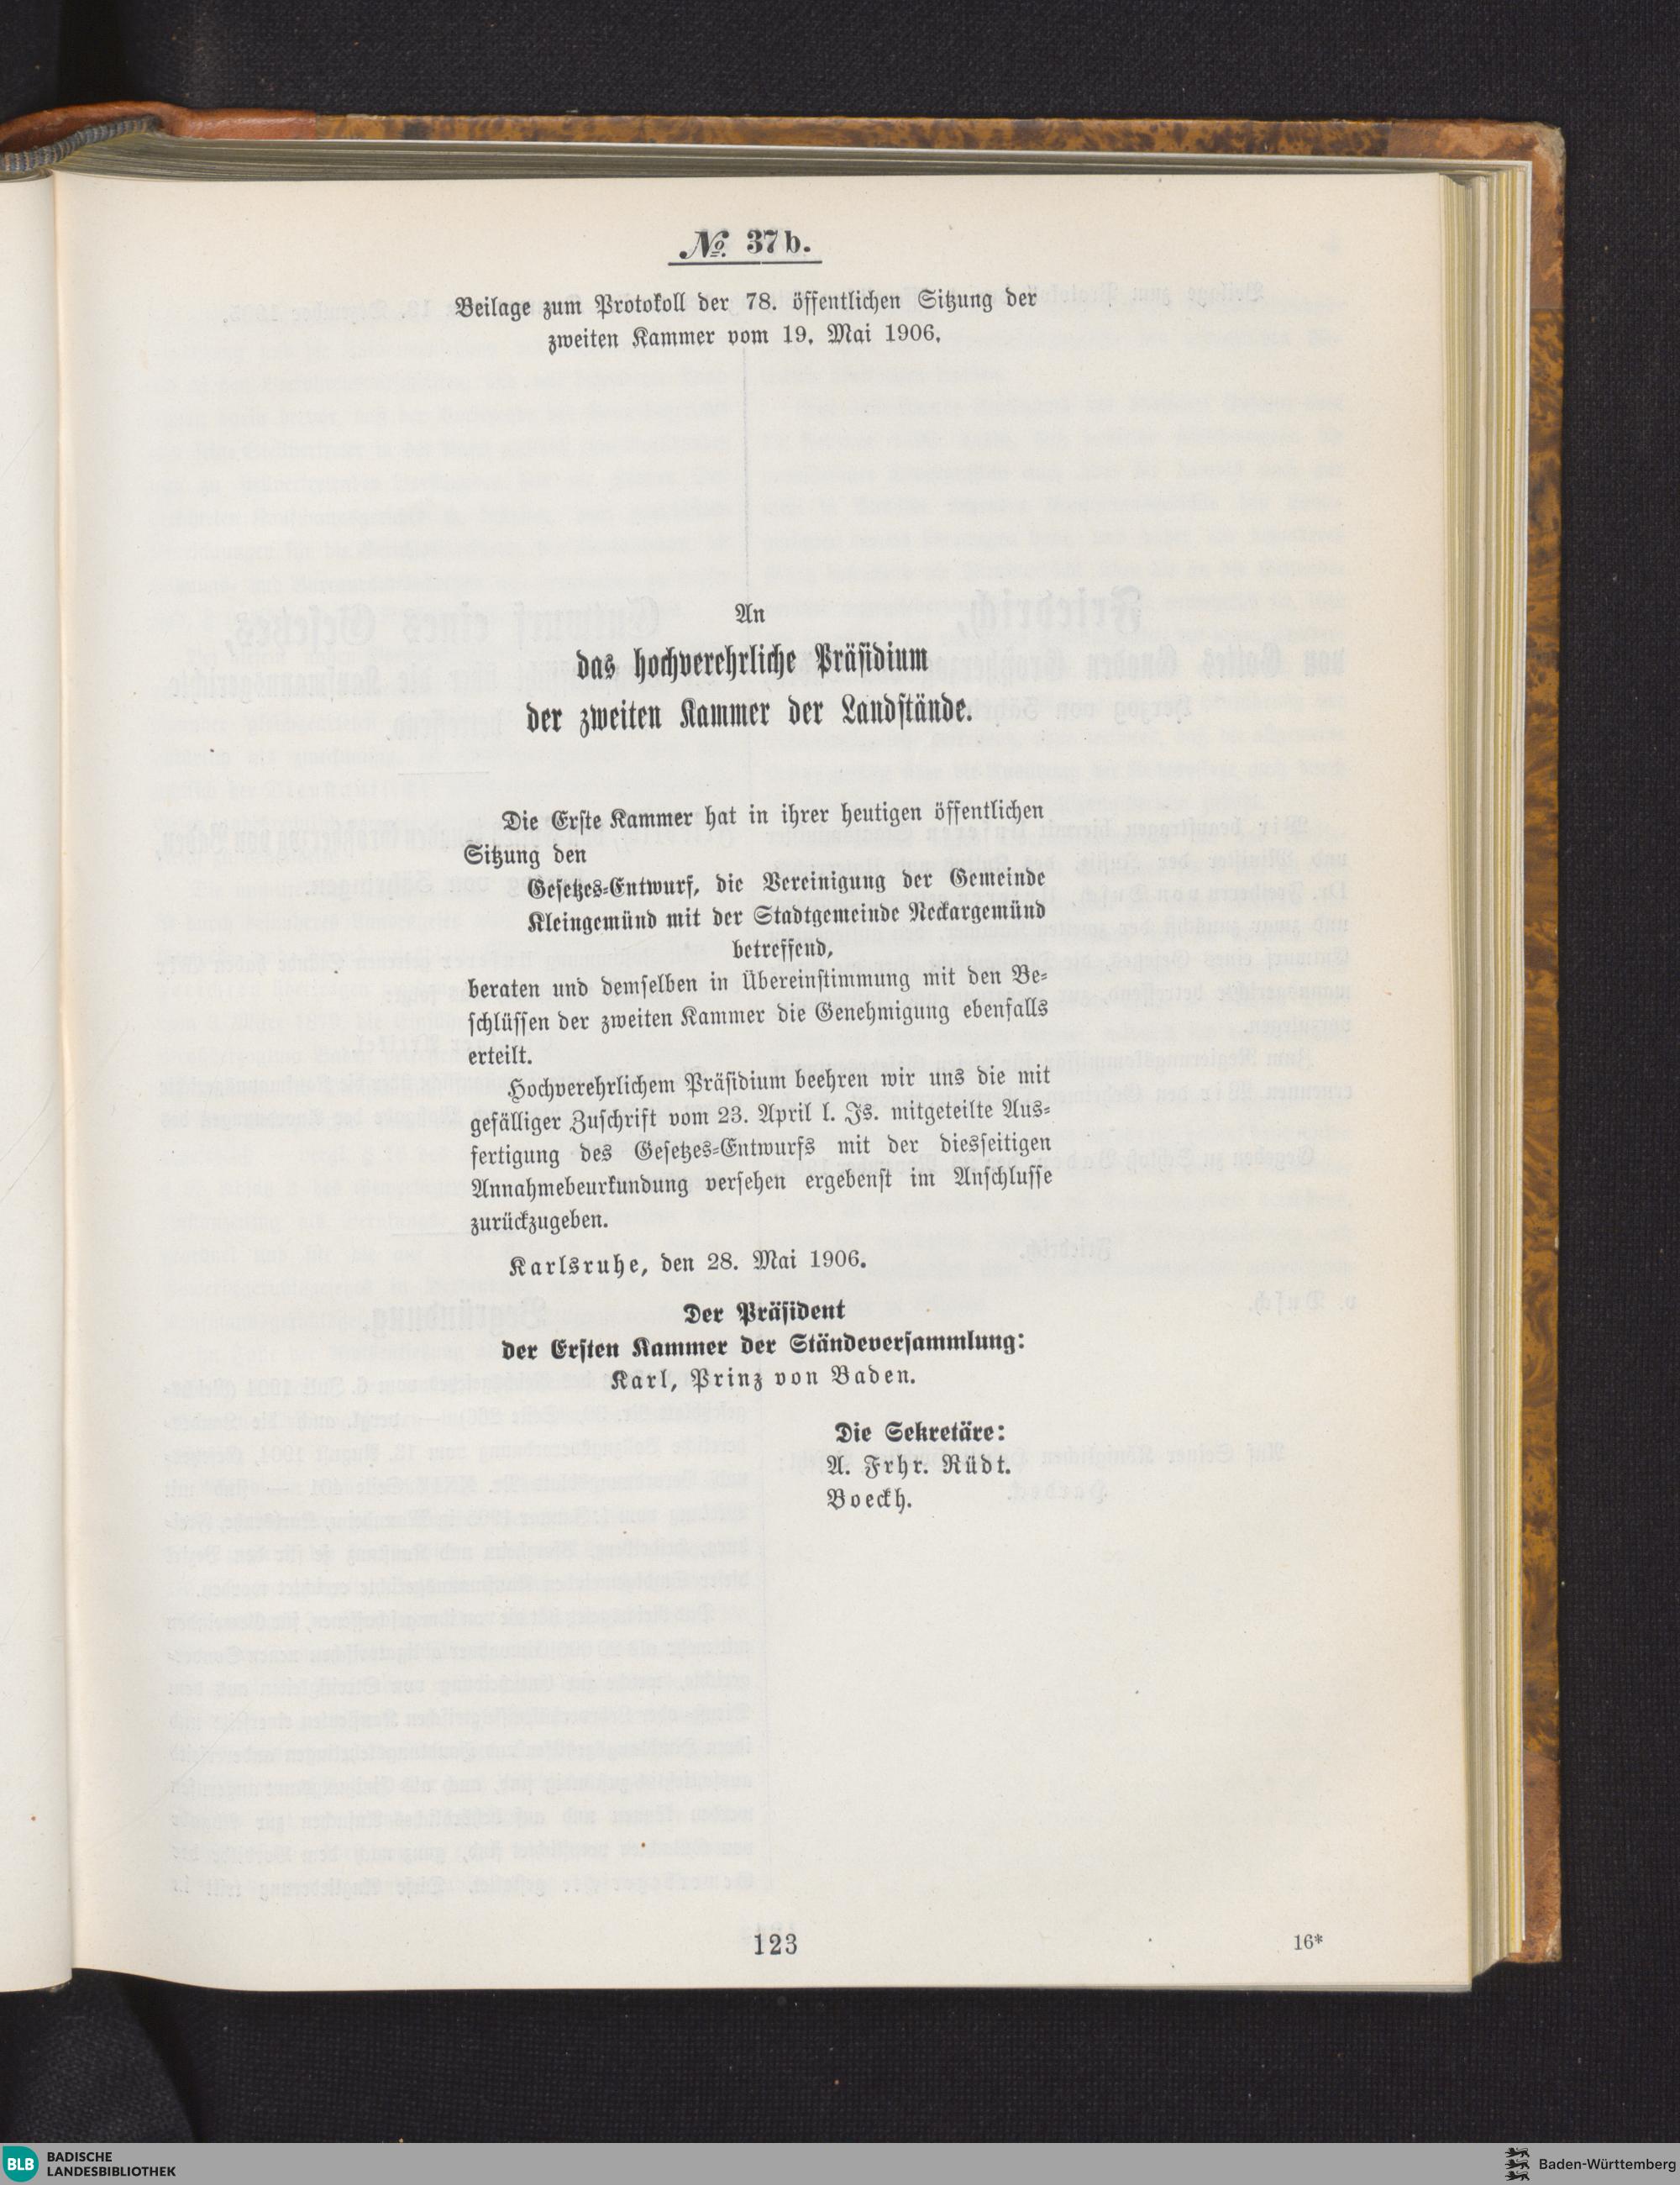 № 37 b.
Beilage zum Protokoll der 78. öffentlichen Sitzung der
zweiten Kammer vom 19. Mai 1906.
An
das hochverehrliche Präsidium
der zweiten Kammer der Landstände.
Die Erste Kammer hat in ihrer heutigen öffentlichen
Sitzung den
Gesetzes-Entwurf, die Vereinigung der Gemeinde
Kleingemünd mit der Stadtgemeinde Neckargemünd
betreffend,
beraten und demselben in Übereinstimmung mit den Be-
schlüssen der zweiten Kammer die Genehmigung ebenfalls
erteilt.
Hochverehrlichem Präsidium beehren wir uns die mit
gefälliger Zuschrift vom 23. April l. Js. mitgeteilte Aus-
fertigung des Gesetzes-Entwurfs mit der diesseitigen
Annahmebeurkundung versehen ergebenst im Anschlusse
zurückzugeben.
Karlsruhe, den 28. Mai 1906.
Der Präsident
der Ersten Kammer der Ständeversammlung:
Karl, Prinz von Baden.
Die Sekretäre:
A. Frhr. Rüdt.
Boeckh.
123
16*
BLB BADISCHE
LANDESBIBLIOTHEK
Baden-Württemberg